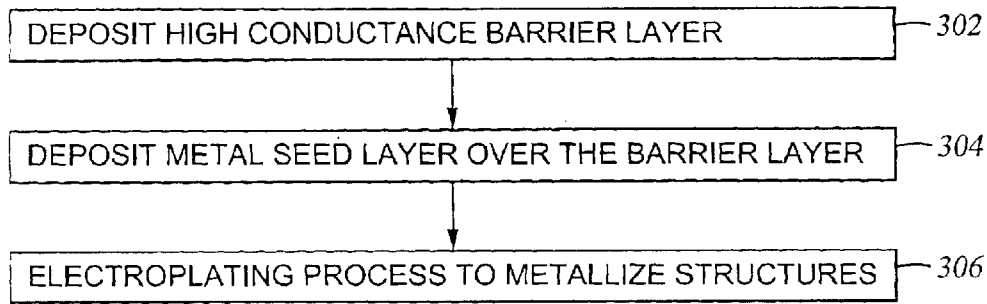 DEPOSIT HIGH CONDUCTANCE BARRIER LAYER 302
DEPOSIT METAL SEED LAYER OVER THE BARRIER LAYER 304
ELECTROPLATING PROCESS TO METALLIZE STRUCTURES 306